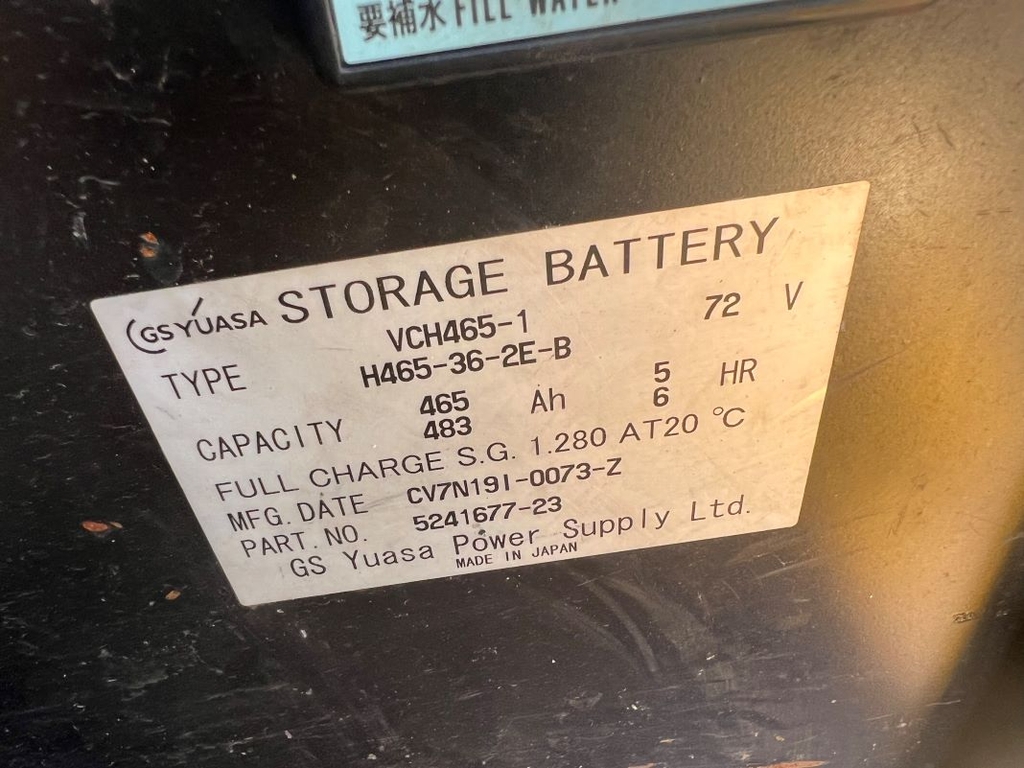 要補水 FILL WATER
GS YUASA STORAGE BATTERY
TYPE VCH465-1 72 V
H465-36-2E-B
CAPACITY 465 Ah 5 HR
483 6
FULL CHARGE S.G. 1.280 AT20 ℃
MFG. DATE CV7N19I-0073-Z
PART. NO. 5241677-23
GS Yuasa Power Supply Ltd.
MADE IN JAPAN